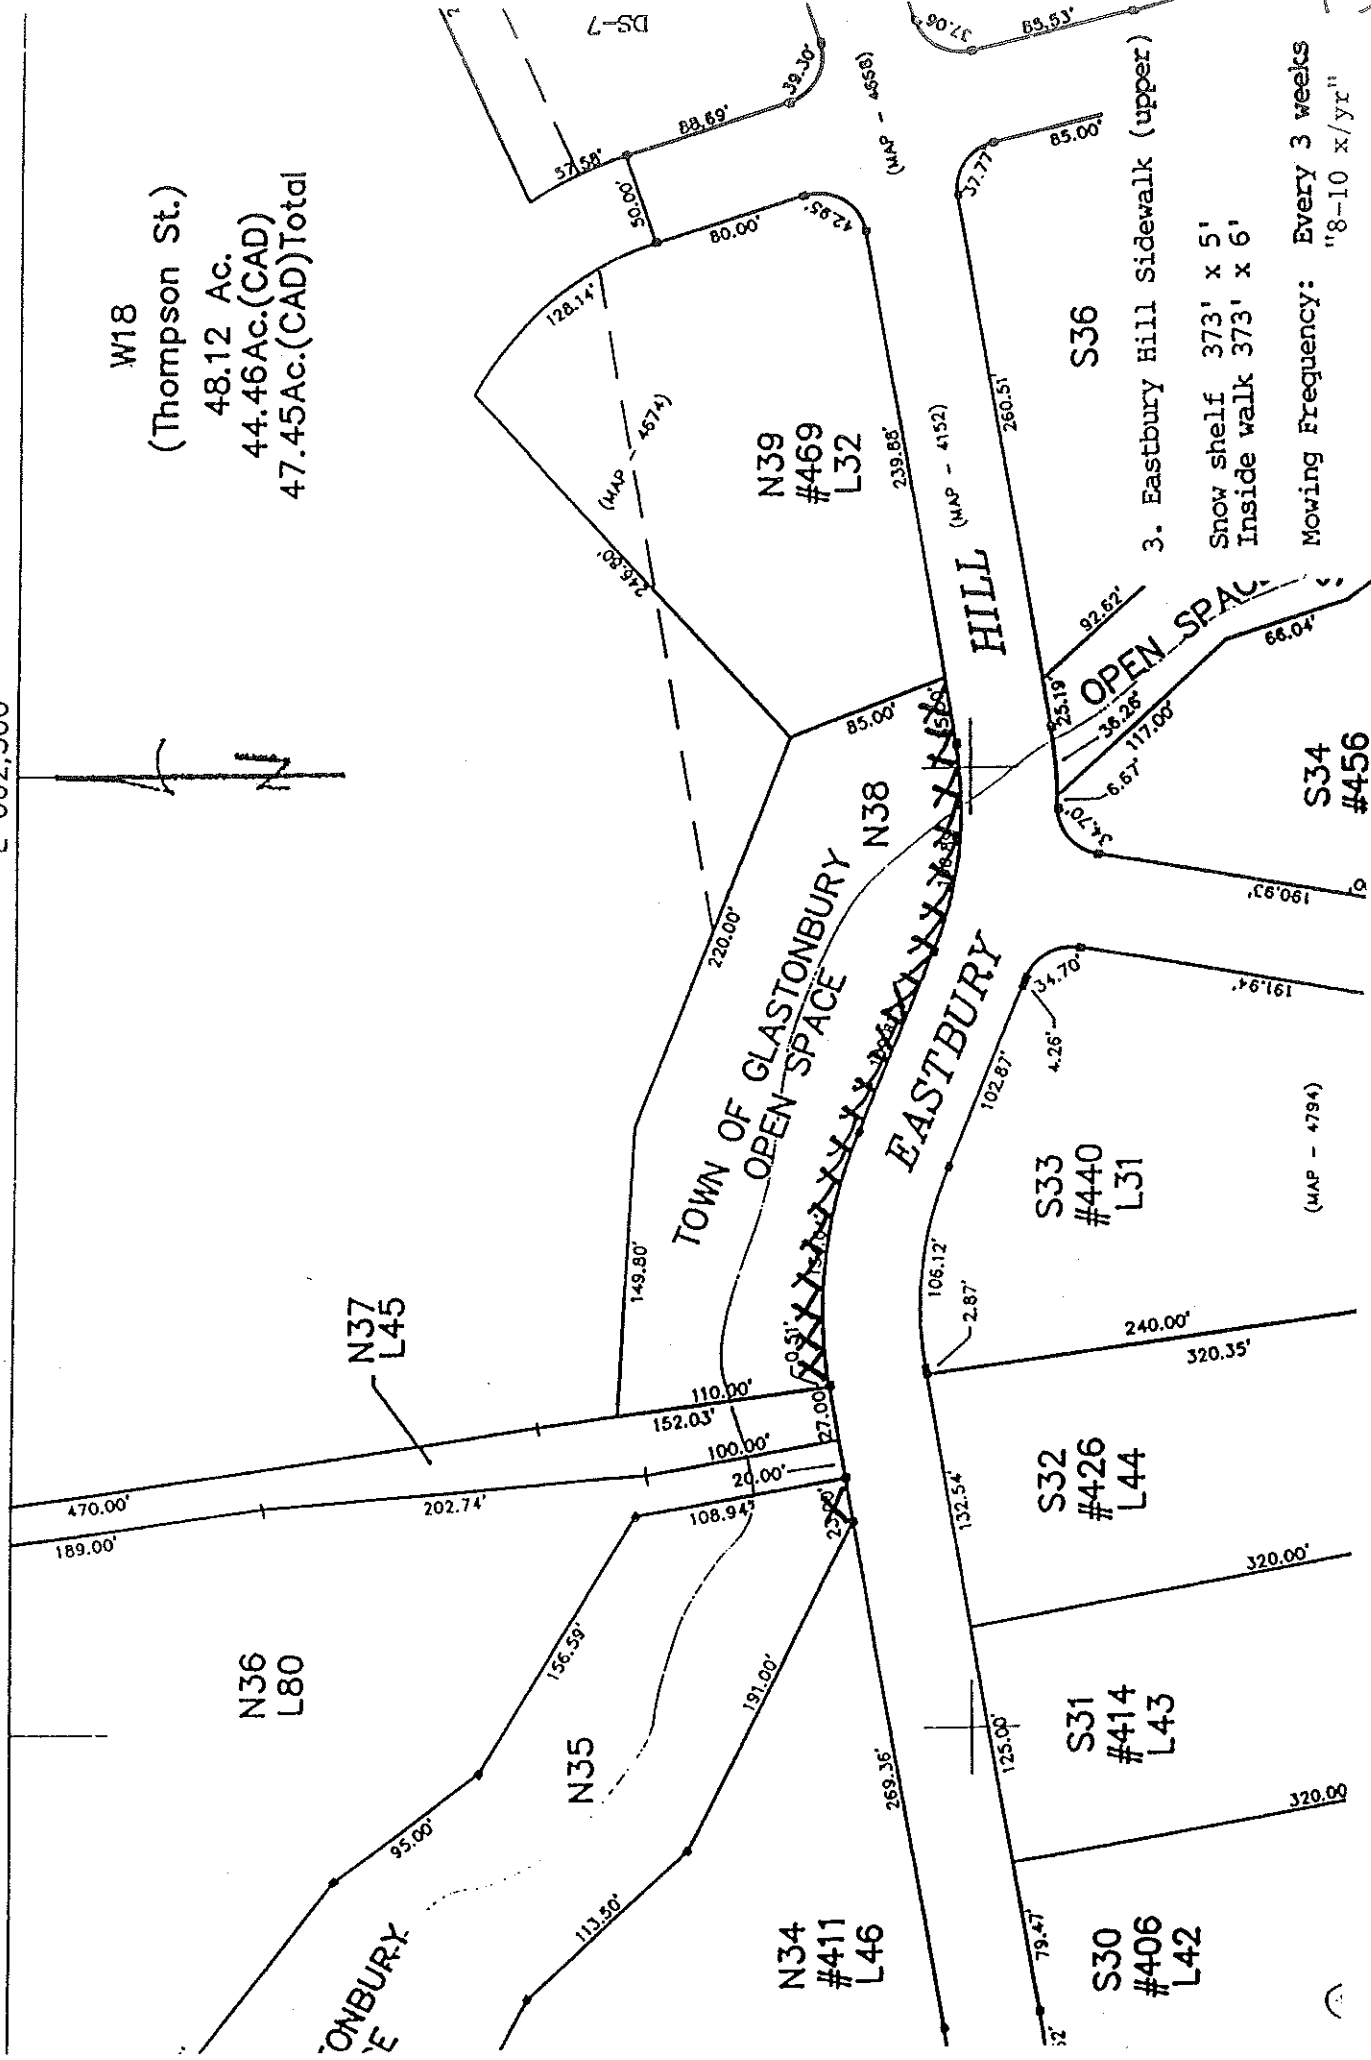 W18
(Thompson St.)
48.12 Ac.
44.46Ac.(CAD)
47.45Ac.(CAD)Total
DS-7
37.06'
85.53'
39.30'
88.69'
57.58'
50.00'
80.00'
42.95'
(MAP - 4658)
37.77'
85.00'
128.14'
(MAP - 4674)
246.80'
N39
#469
L32
239.88'
(MAP - 4152)
260.51'
S36
3. Eastbury Hill Sidewalk (upper)
Snow shelf 373' x 5'
Inside walk 373' x 6'
Mowing Frequency: Every 3 weeks
"8-10 x/yr"
HILL
92.62'
OPEN
25.19'
36.26'
117.00'
66.04'
6.67'
34.70'
S34
#456
190.93'
85.00'
N38
220.00'
TOWN OF GLASTONBURY
OPEN SPACE
EASTBURY
34.70'
4.26'
191.94'
102.87'
S33
#440
L31
(MAP - 4794)
149.80'
106.12'
2.87'
240.00'
320.35'
N37
L45
0.51'
110.00'
152.03'
27.00'
100.00'
20.00'
470.00'
202.74'
189.00'
108.94'
S32
#426
L44
132.54'
320.00'
N36
L80
156.59'
191.00'
N35
95.00'
113.50'
269.36'
125.00'
S31
#414
L43
320.00
ONBURY
N34
#411
L46
79.47'
S30
#406
L42